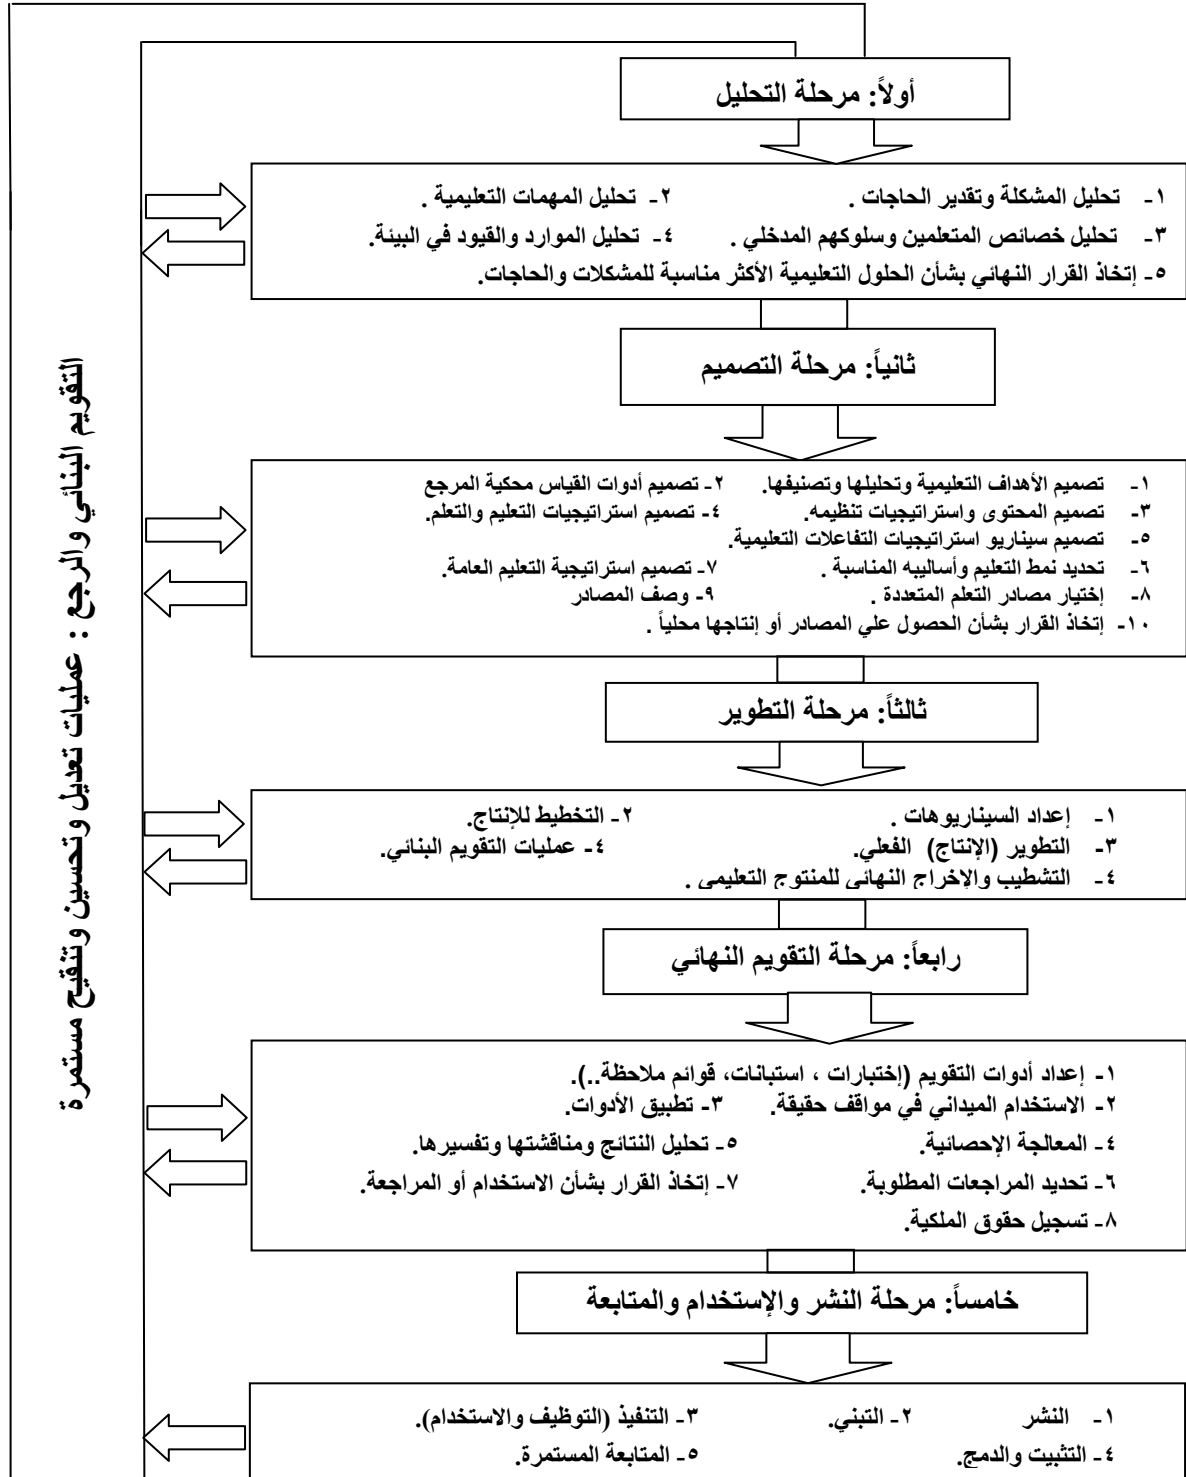 أولاً: مرحلة التحليل
١- تحليل المشكلة وتقدير الحاجات . ٢- تحليل المهمات التعليمية .
٣- تحليل خصائص المتعلمين وسلوكهم المدخلي . ٤- تحليل الموارد والقيود في البيئة.
٥- إتخاذ القرار النهائي بشأن الحلول التعليمية الأكثر مناسبة للمشكلات والحاجات.
ثانياً: مرحلة التصميم
١- تصميم الأهداف التعليمية وتحليلها وتصنيفها. ٢- تصميم أدوات القياس محكية المرجع
٣- تصميم المحتوى واستراتيجيات تنظيمه. ٤- تصميم استراتيجيات التعليم والتعلم.
٥- تصميم سيناريو استراتيجيات التفاعلات التعليمية.
٦- تحديد نمط التعليم وأساليبه المناسبة . ٧- تصميم استراتيجية التعليم العامة.
٨- إختيار مصادر التعلم المتعددة . ٩- وصف المصادر
١٠- إتخاذ القرار بشأن الحصول علي المصادر أو إنتاجها محلياً .
ثالثاً: مرحلة التطوير
١- إعداد السيناريوهات . ٢- التخطيط للإنتاج.
٣- التطوير (الإنتاج) الفعلي. ٤- عمليات التقويم البنائي.
٤- التشطيب والإخراج النهائي للمنتوج التعليمي .
رابعاً: مرحلة التقويم النهائي
١- إعداد أدوات التقويم (إختبارات ، استبانات، قوائم ملاحظة..).
٢- الاستخدام الميداني في مواقف حقيقة. ٣- تطبيق الأدوات.
٤- المعالجة الإحصائية. ٥- تحليل النتائج ومناقشتها وتفسيرها.
٦- تحديد المراجعات المطلوبة. ٧- إتخاذ القرار بشأن الاستخدام أو المراجعة.
٨- تسجيل حقوق الملكية.
خامساً: مرحلة النشر والإستخدام والمتابعة
١- النشر ٢- التبني. ٣- التنفيذ (التوظيف والاستخدام).
٤- التثبيت والدمج. ٥- المتابعة المستمرة.
التقويم البنائي والرجع : عمليات تعديل وتحسين وتنقيح مستمرة